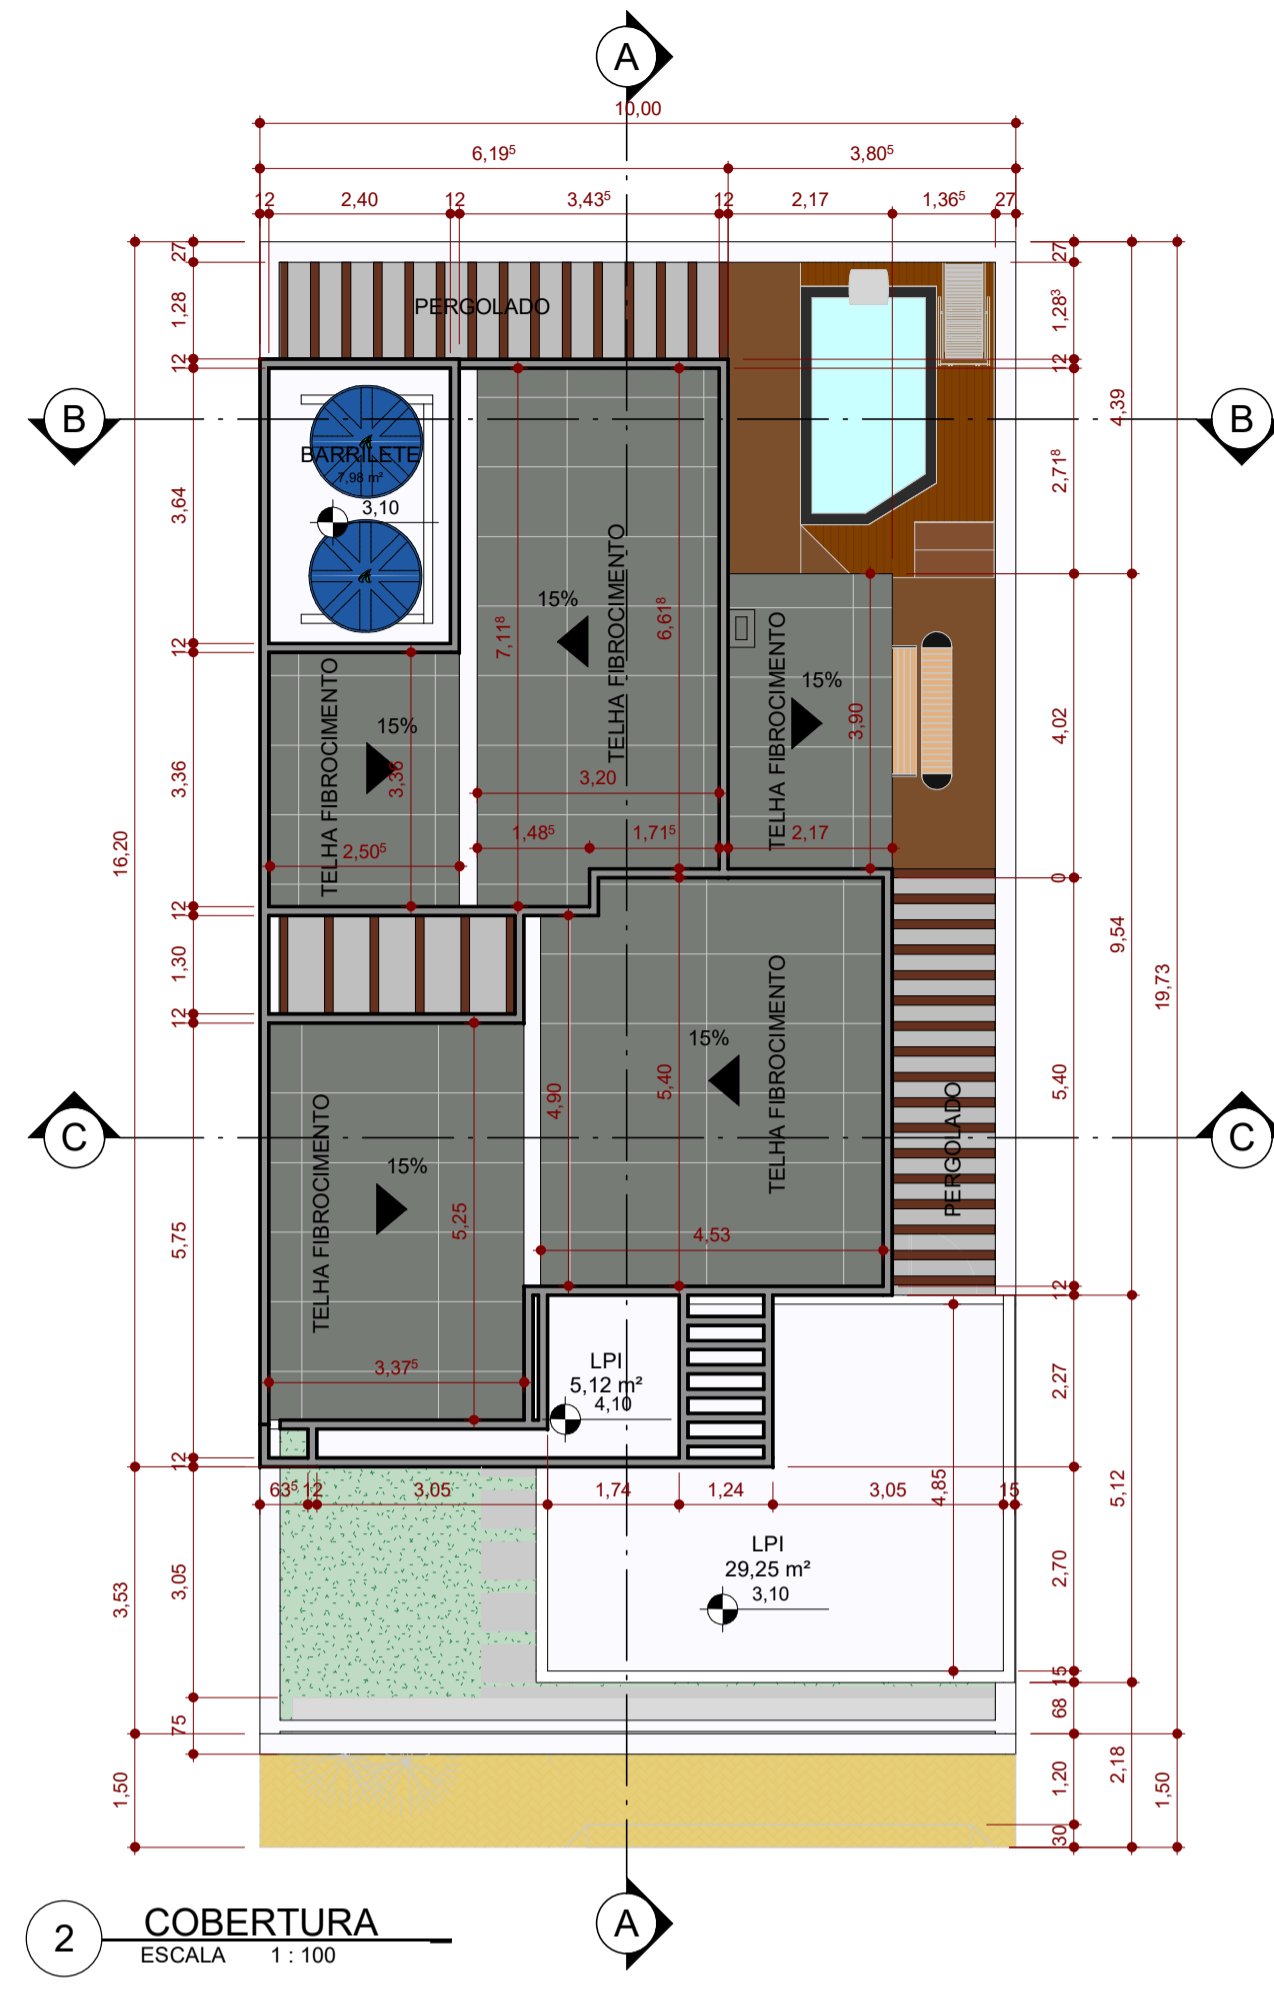 A
10,00
6,19⁵ 3,80⁵
12 2,40 12 3,43⁵ 12 2,17 1,36⁵ 27
27
27
1,28
1,28³
PERGOLADO
12
12
B
B
4,39
BARRILETE
7,98 m²
2,71⁸
3,64
3,10
15%
7,11⁸
6,61⁸
TELHA FIBROCIMENTO
12
TELHA FIBROCIMENTO
15%
3,90
TELHA FIBROCIMENTO
15%
4,02
3,36
3,36
3,20
1,48⁵ 1,71⁵ 2,17
2,50⁵
16,20
0
12
1,30
9,54
19,73
12
TELHA FIBROCIMENTO
15%
4,90
5,40
5,40
C
C
PERGOLADO
15%
TELHA FIBROCIMENTO
5,25
5,75
4,53
12
LPI
5,12 m²
4,10
3,37⁵
2,27
12
63⁵ 12 3,05 1,74 1,24 3,05 15
4,85
5,12
LPI
29,25 m²
3,10
2,70
3,53
3,05
15
68
75
1,50
1,20
2,18
1,50
30
A
2
COBERTURA
ESCALA 1 : 100